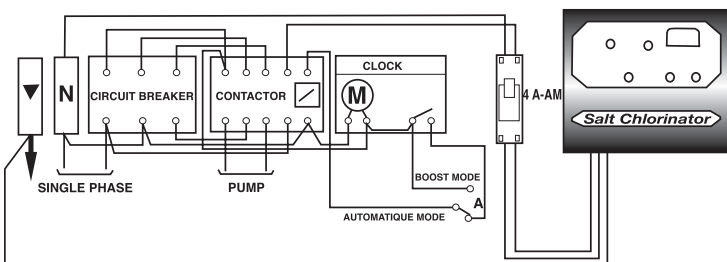 CLOCK
N
CIRCUIT BREAKER
CONTACTOR
M
4 A-AM
Salt Chlorinator
SINGLE PHASE
PUMP
BOOST MODE
A
AUTOMATIQUE MODE